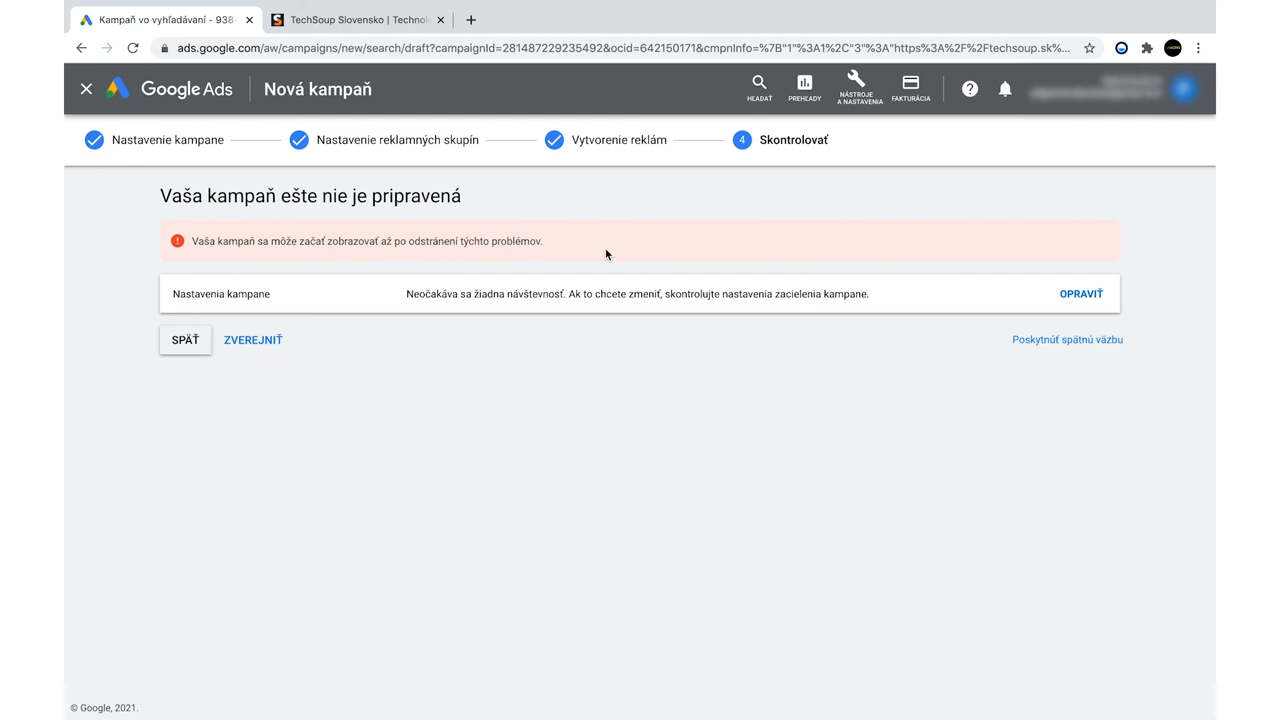 Kampaň vo vyhľadávaní - 938-
TechSoup Slovensko | Technol
ads.google.com/aw/campaigns/new/search/draft?campaignId=281487229235492&ocid=642150171&cmpnInfo=%7B"1"%3A1%2C"3"%3A"https%3A%2F%2Ftechsoup.sk%...
Google Ads
Nová kampaň
HĽADAŤ
PREHĽADY
NÁSTROJE
A NASTAVENIA
FAKTURÁCIA
Nastavenie kampane
Nastavenie reklamných skupín
Vytvorenie reklám
4 Skontrolovať
Vaša kampaň ešte nie je pripravená
Vaša kampaň sa môže začať zobrazovať až po odstránení týchto problémov.
Nastavenia kampane
Neočakáva sa žiadna návštevnosť. Ak to chcete zmeniť, skontrolujte nastavenia zacielenia kampane.
OPRAVIŤ
SPÄŤ
ZVEREJNIŤ
Poskytnúť spätnú väzbu
© Google, 2021.